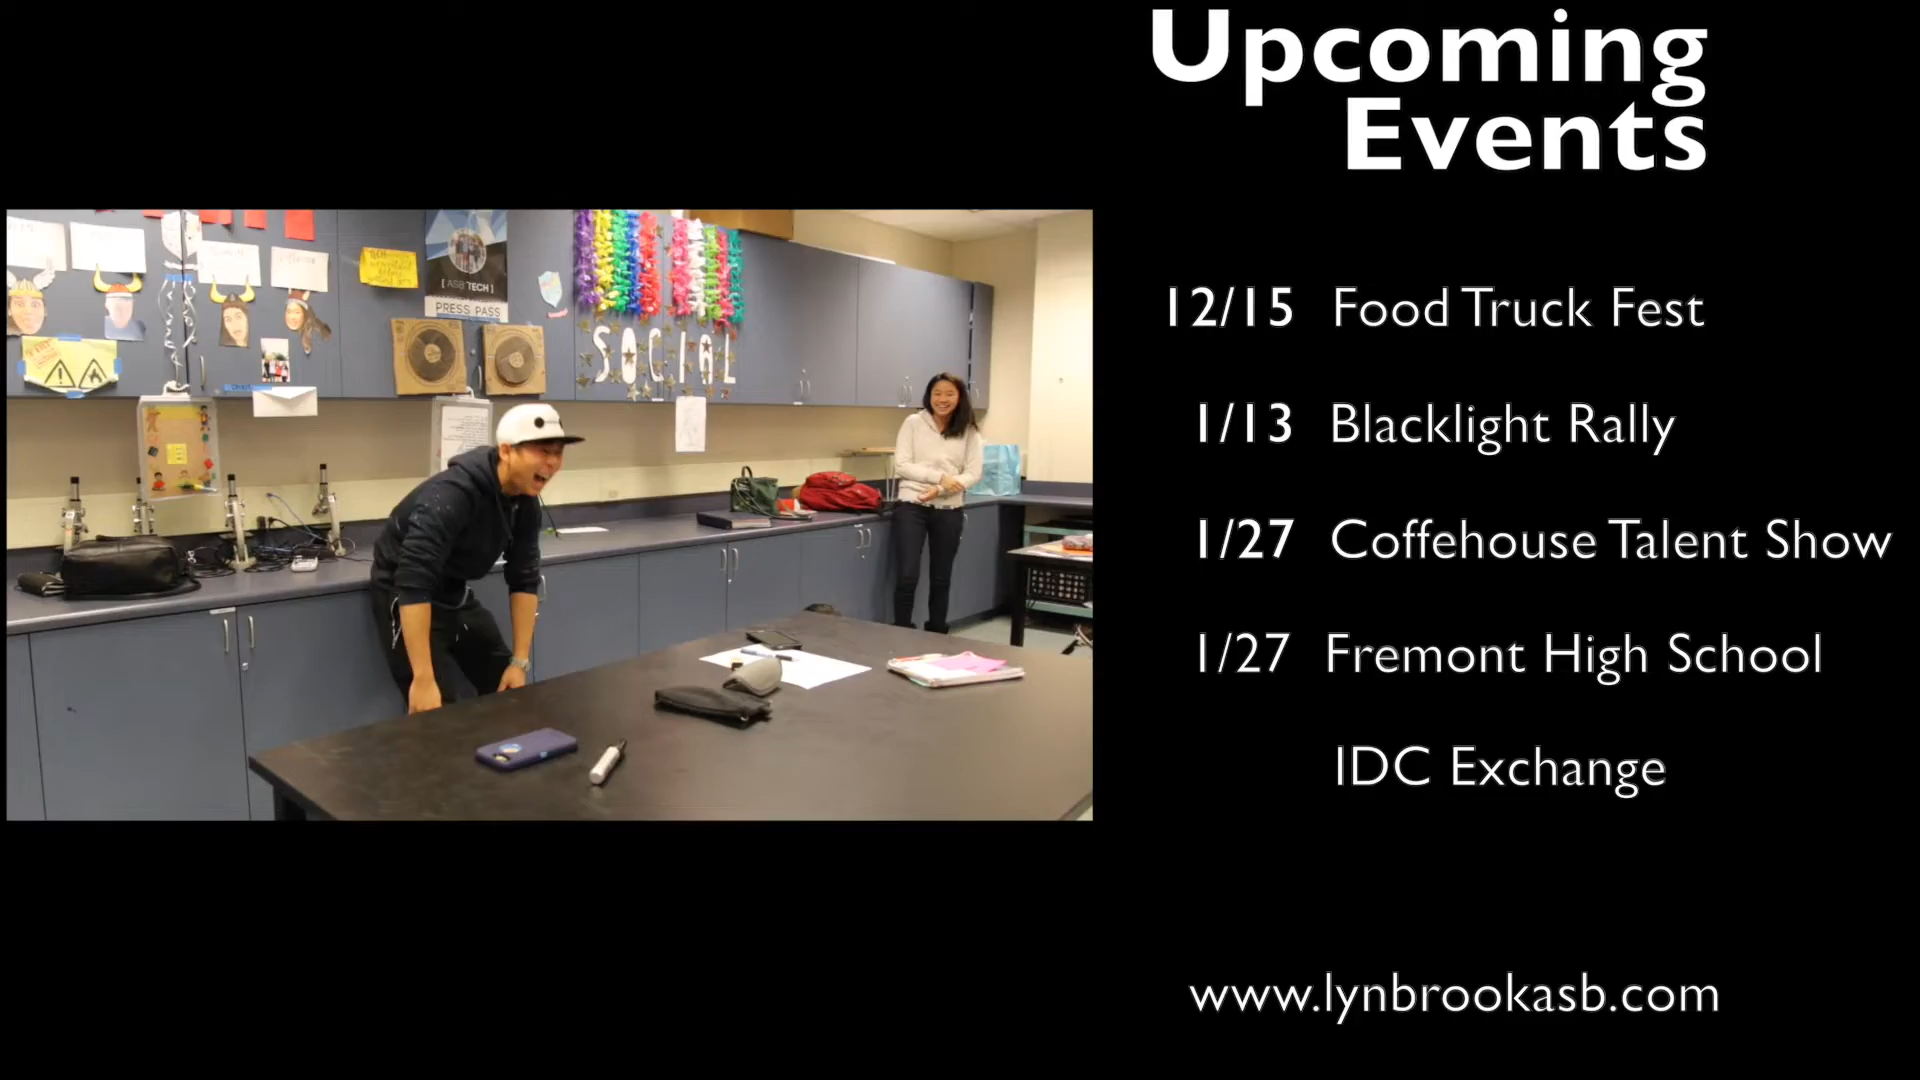 Upcoming
Events
12/15 Food Truck Fest
1/13 Blacklight Rally
1/27 Coffehouse Talent Show
1/27 Fremont High School
IDC Exchange
www.lynbrookasb.com
[ ASB TECH ]
PRESS PASS
SOCIAL